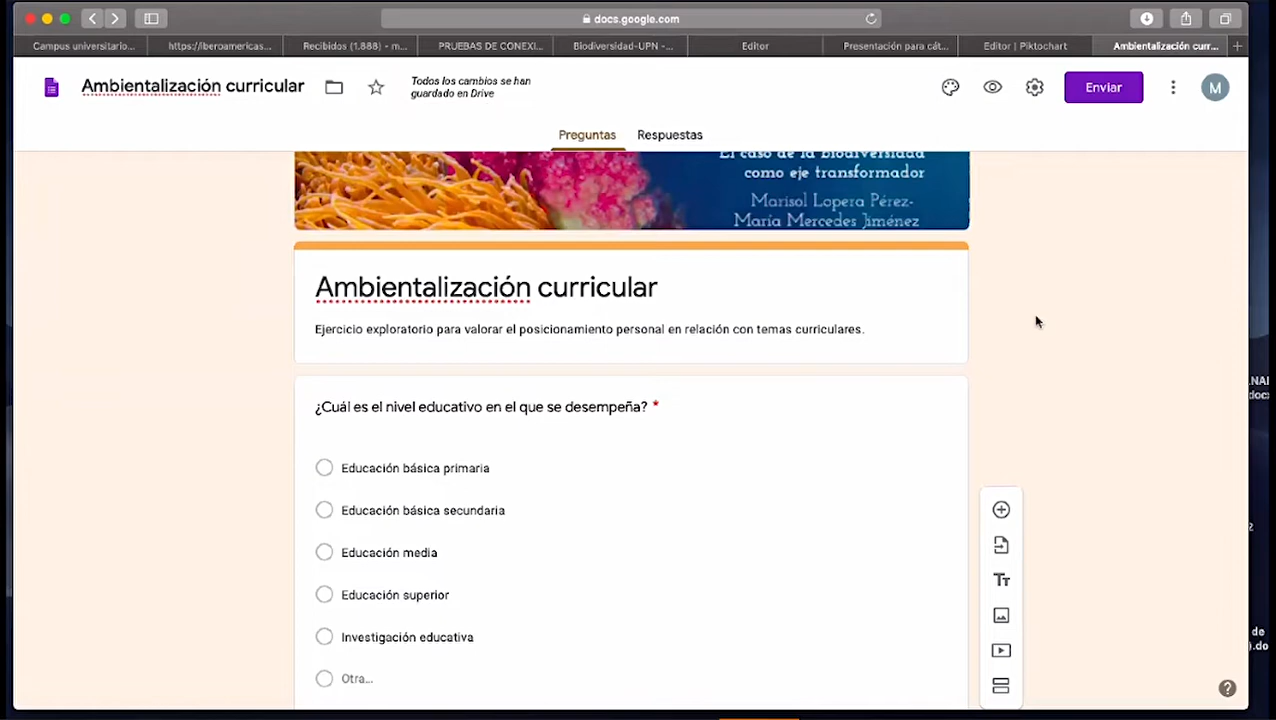 docs.google.com
Campus universitario...
https://iberoamericas...
Recibidos (1.888) - m...
PRUEBAS DE CONEXI...
Biodiversidad-UPN -...
Editor
Presentación para cát...
Editor | Piktochart
Ambientalización curr...
Ambientalización curricular
Todos los cambios se han
guardado en Drive
Enviar
M
Preguntas
Respuestas
El caso de la biodiversidad
como eje transformador
Marisol Lopera Pérez-
María Mercedes Jiménez
Ambientalización curricular
Ejercicio exploratorio para valorar el posicionamiento personal en relación con temas curriculares.
¿Cuál es el nivel educativo en el que se desempeña? *
Educación básica primaria
Educación básica secundaria
Educación media
Educación superior
Investigación educativa
Otra...